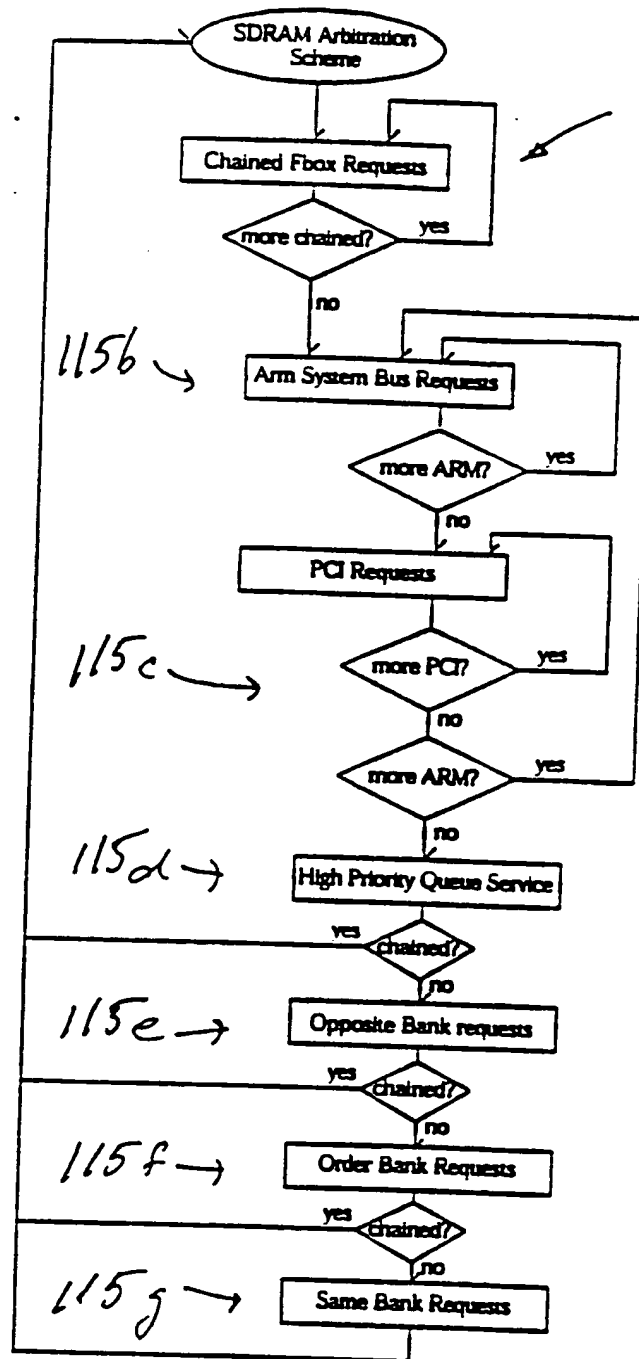 SDRAM Arbitration
Scheme
Chained Fbox Requests
more chained?
yes
no
115b
Arm System Bus Requests
more ARM?
yes
no
PCI Requests
115c
more PCI?
yes
no
more ARM?
yes
no
115d
High Priority Queue Service
yes
chained?
no
115e
Opposite Bank requests
yes
chained?
no
115f
Order Bank Requests
yes
chained?
no
115g
Same Bank Requests